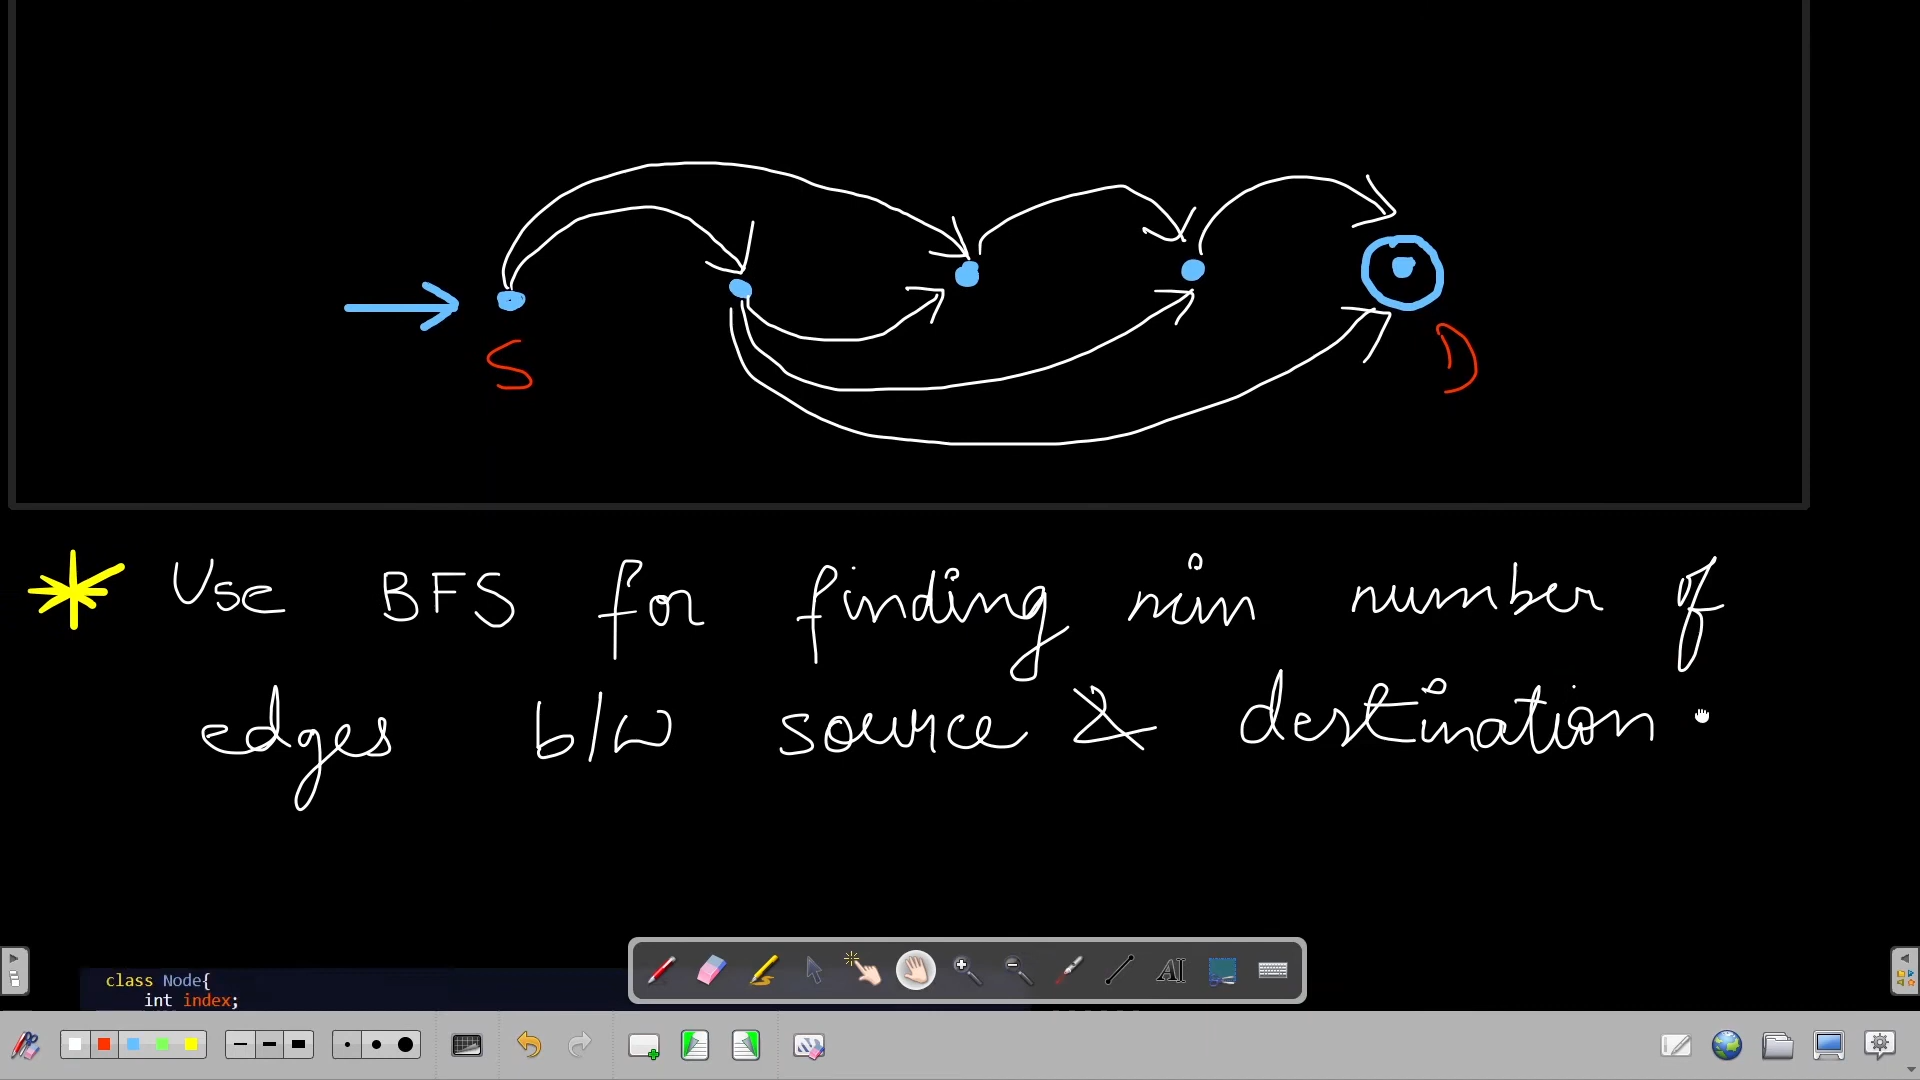 S
D
* Use BFS for finding min number of
edges b/w source & destination.
class Node{
int index;